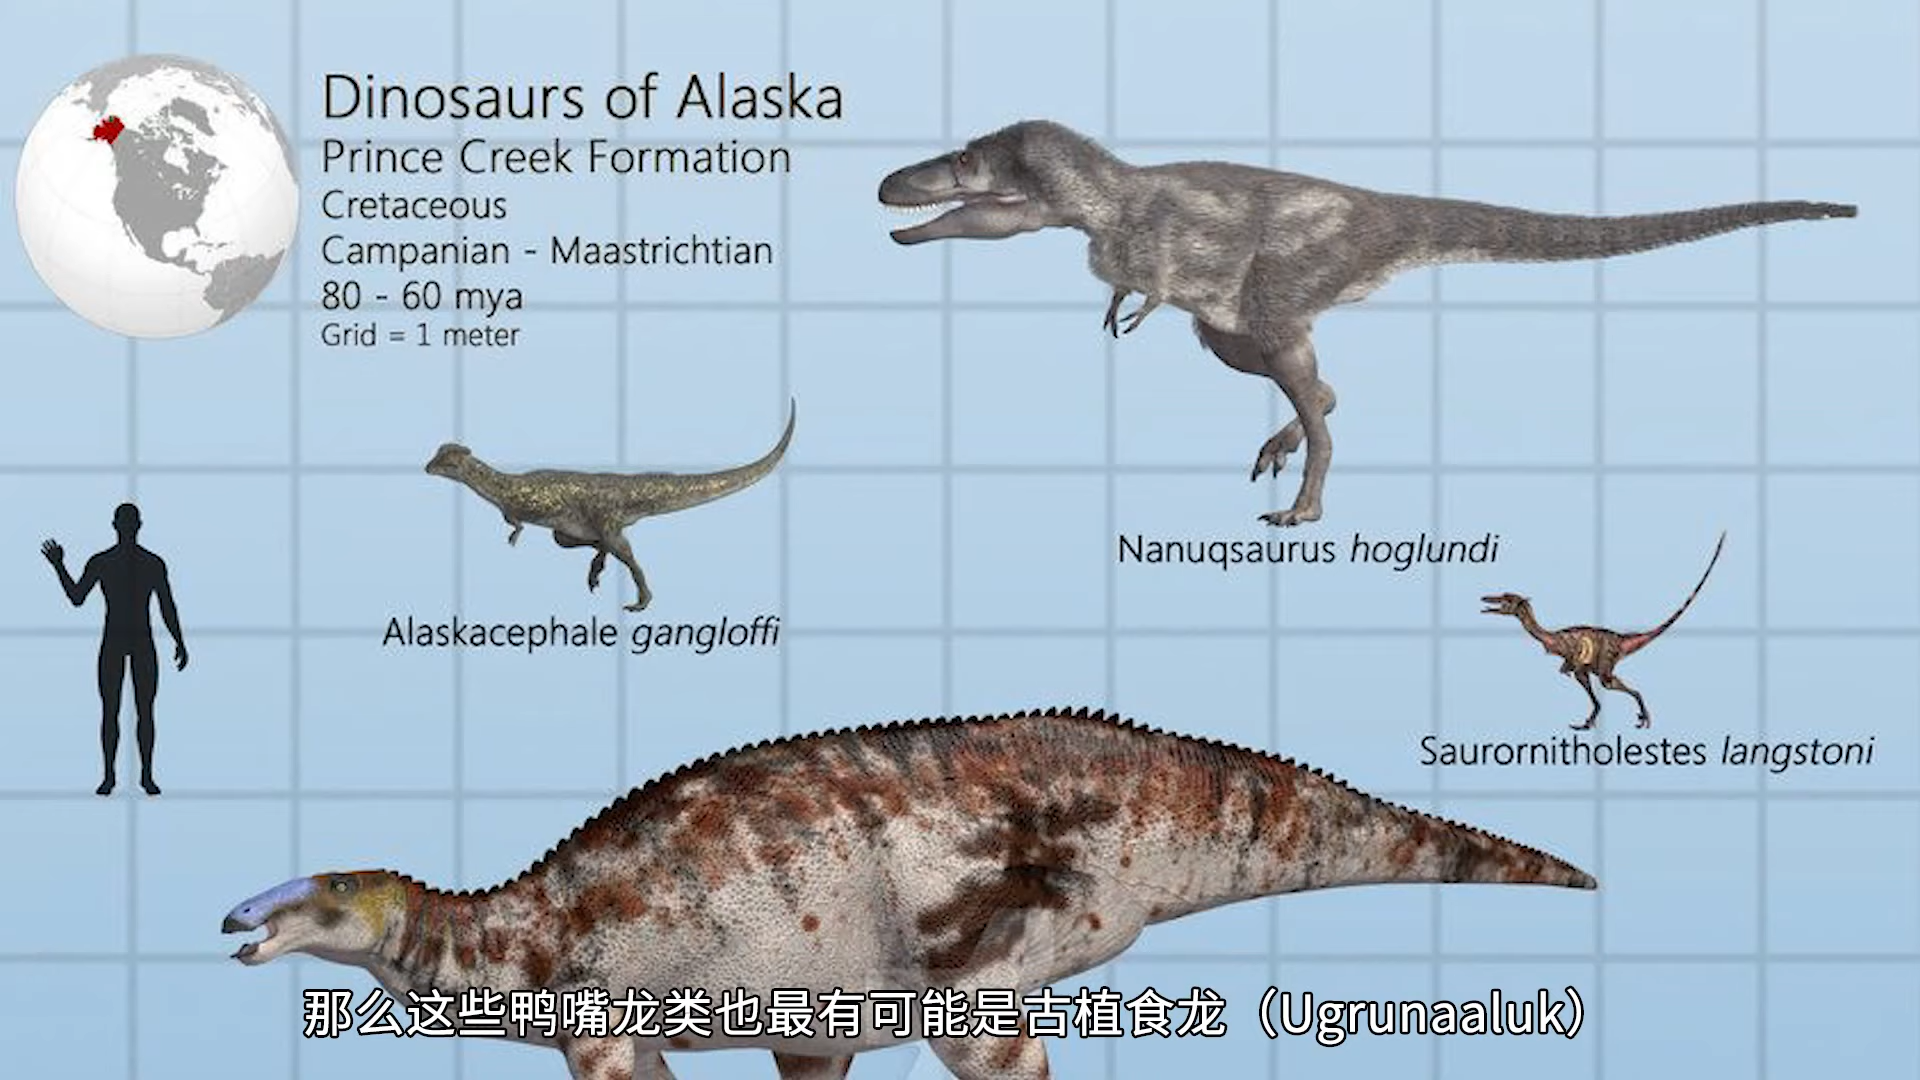 Dinosaurs of Alaska
Prince Creek Formation
Cretaceous
Campanian - Maastrichtian
80 - 60 mya
Grid = 1 meter
Nanuqsaurus hoglundi
Alaskacephale gangloffi
Saurornitholestes langstoni
那么这些鸭嘴龙类也最有可能是古植食龙（Ugrunaaluk）